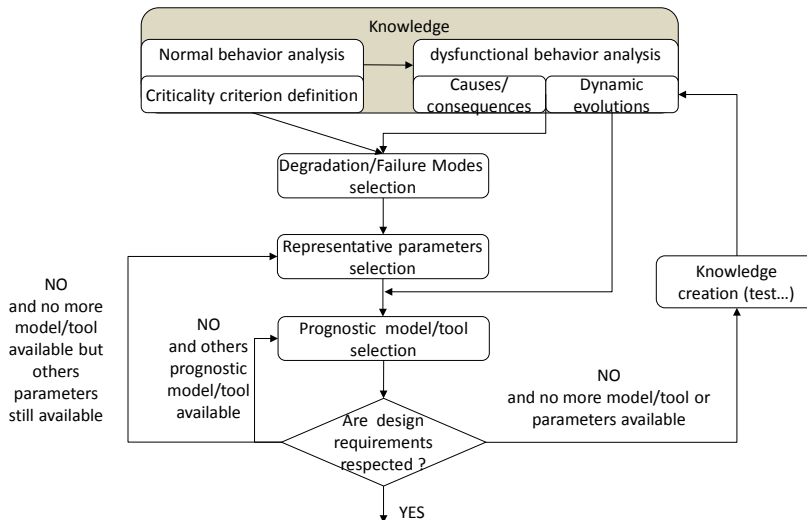 Knowledge
Normal behavior analysis
dysfunctional behavior analysis
Criticality criterion definition
Causes/
consequences
Dynamic
evolutions
Degradation/Failure Modes
selection
Representative parameters
selection
Knowledge
creation (test...)
NO
and no more
model/tool
available but
others
parameters
still available
NO
and others
prognostic
model/tool
available
Prognostic model/tool
selection
NO
and no more model/tool or
parameters available
Are design
requirements
respected ?
YES